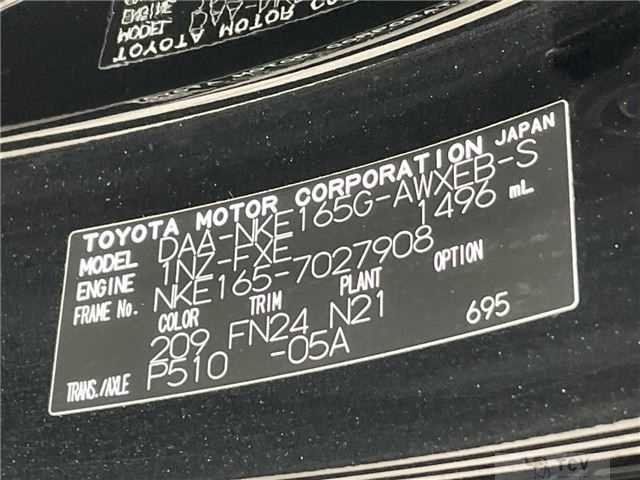 TOYOTA MOTOR CORPORATION JAPAN
MODEL DAA-NKE165G-AWXEB-S
ENGINE 1NZ-FXE 1496 mL
FRAME No. NKE165-7027908
COLOR TRIM PLANT OPTION
209 FN24 N21
TRANS./AXLE P510 -05A 695
TCV